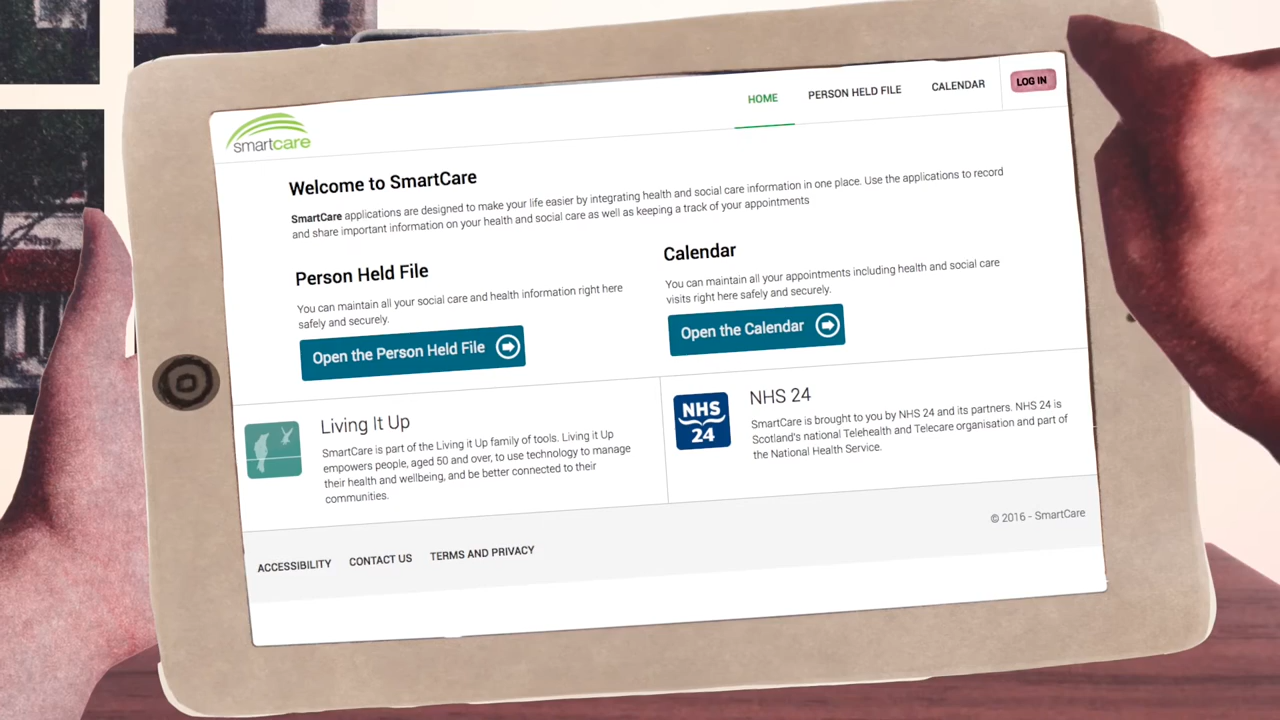 smartcare
HOME
PERSON HELD FILE
CALENDAR
LOG IN
Welcome to SmartCare
SmartCare applications are designed to make your life easier by integrating health and social care information in one place. Use the applications to record
and share important information on your health and social care as well as keeping a track of your appointments
Person Held File
You can maintain all your social care and health information right here
safely and securely.
Open the Person Held File
Calendar
You can maintain all your appointments including health and social care
visits right here safely and securely.
Open the Calendar
Living It Up
SmartCare is part of the Living it Up family of tools. Living it Up
empowers people, aged 50 and over, to use technology to manage
their health and wellbeing, and be better connected to their
communities.
NHS
24
NHS 24
SmartCare is brought to you by NHS 24 and its partners. NHS 24 is
Scotland's national Telehealth and Telecare organisation and part of
the National Health Service.
© 2016 - SmartCare
ACCESSIBILITY
CONTACT US
TERMS AND PRIVACY